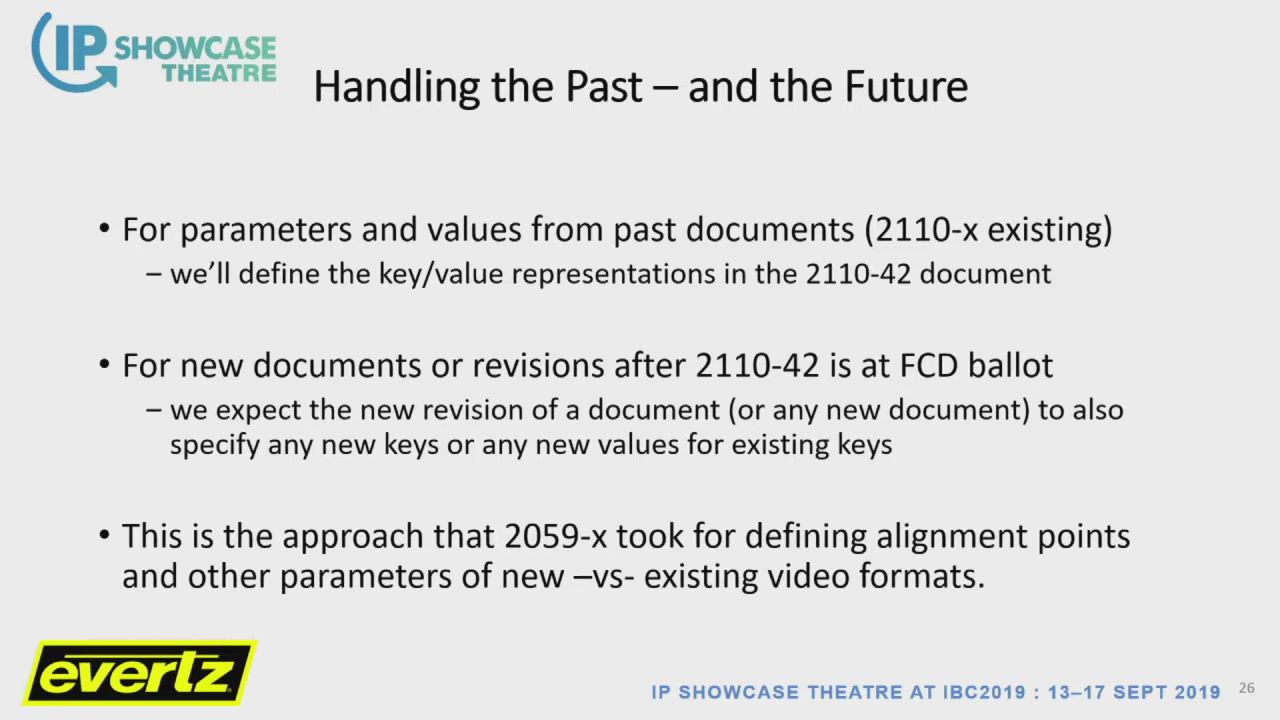 IP SHOWCASE
THEATRE
Handling the Past – and the Future
• For parameters and values from past documents (2110-x existing)
– we’ll define the key/value representations in the 2110-42 document
• For new documents or revisions after 2110-42 is at FCD ballot
– we expect the new revision of a document (or any new document) to also
specify any new keys or any new values for existing keys
• This is the approach that 2059-x took for defining alignment points
and other parameters of new –vs- existing video formats.
evertz
IP SHOWCASE THEATRE AT IBC2019 : 13–17 SEPT 2019
26